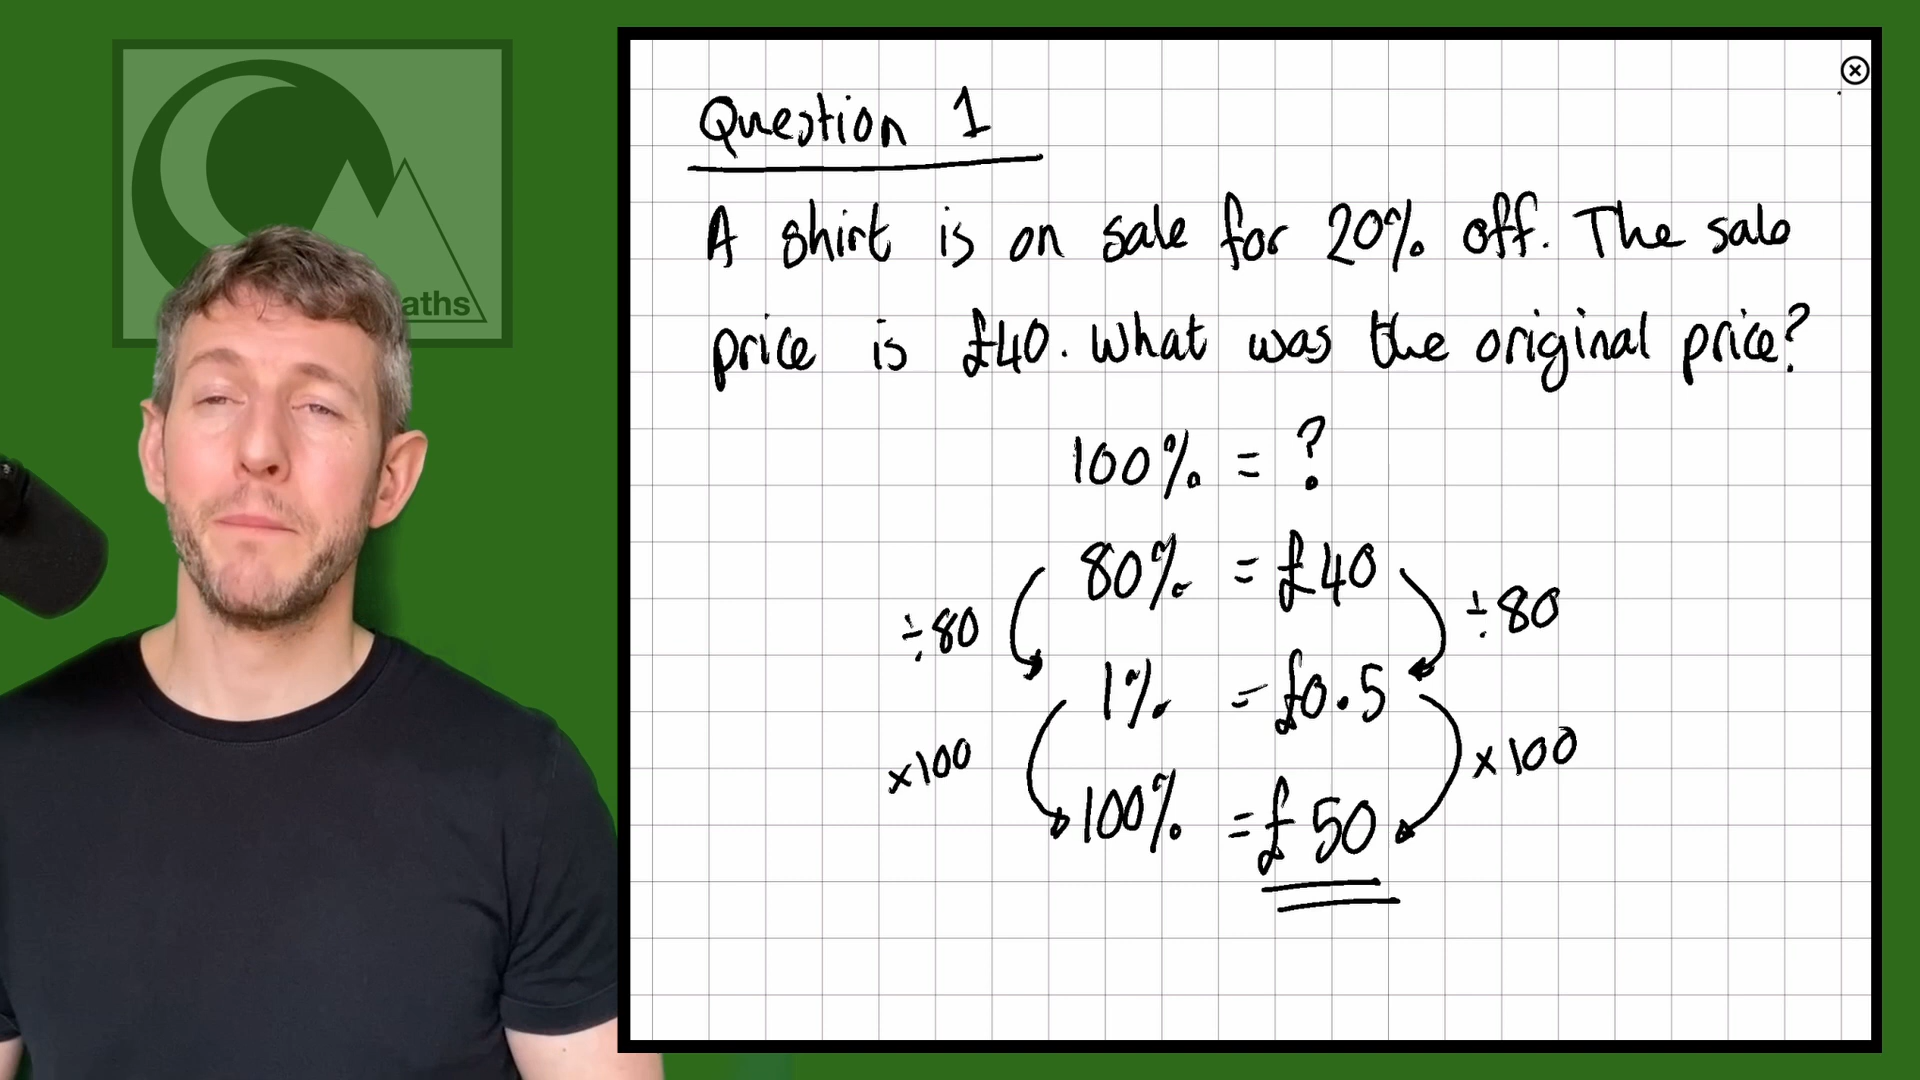 aths
Question 1
A shirt is on sale for 20% off. The sale
price is £40. What was the original price?
100% = ?
80% = £40
÷80 ÷80
1% = £0.5
×100 ×100
100% = £50